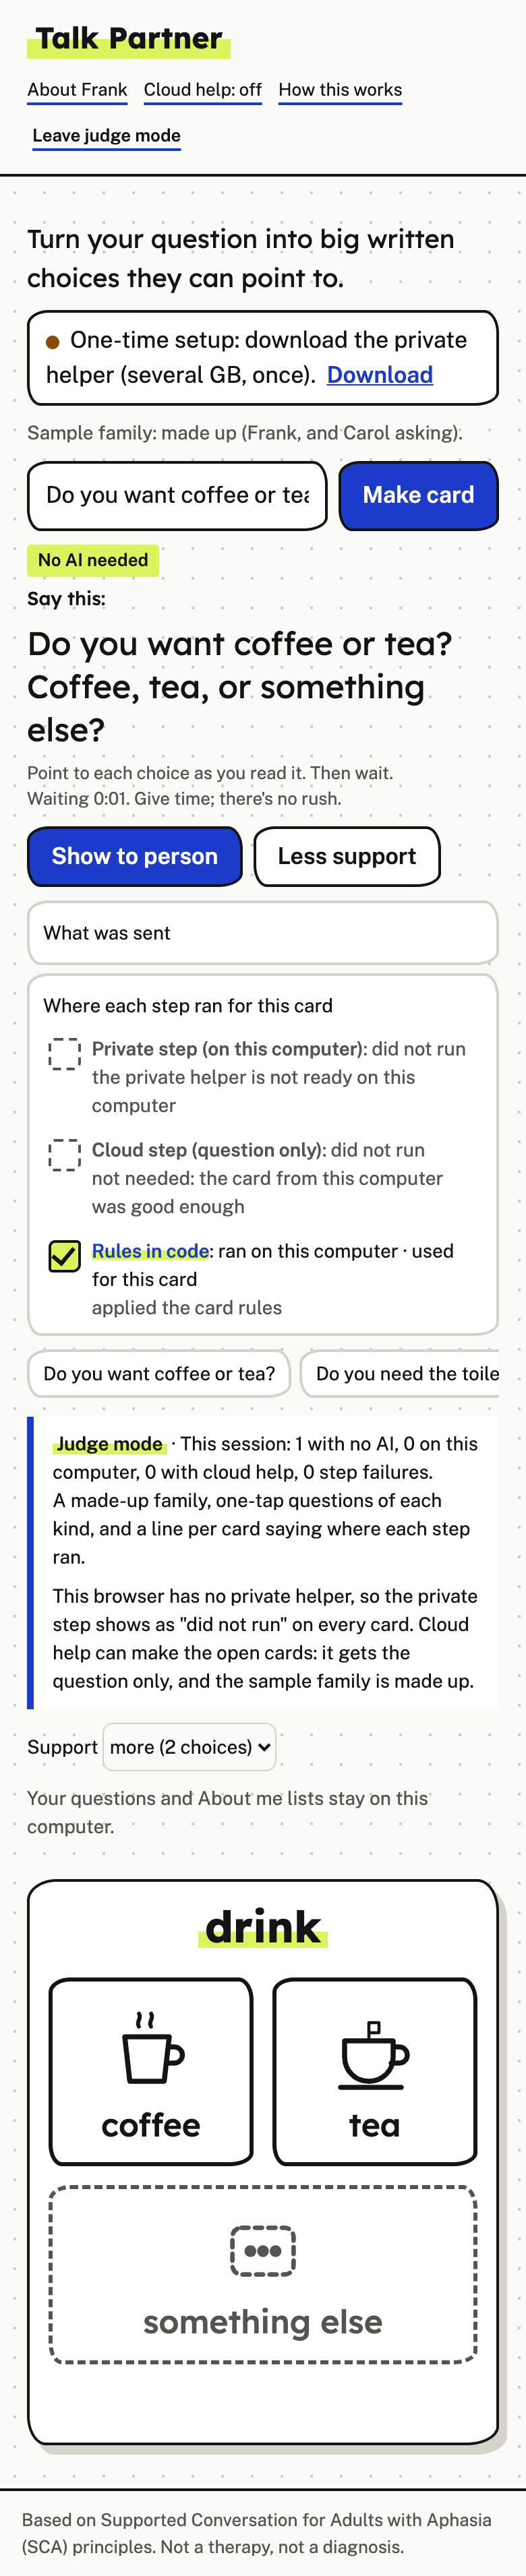 Talk Partner
About Frank Cloud help: off How this works
Leave judge mode
Turn your question into big written
choices they can point to.
One-time setup: download the private
helper (several GB, once). Download
Sample family: made up (Frank, and Carol asking).
Do you want coffee or tea Make card
No AI needed
Say this:
Do you want coffee or tea?
Coffee, tea, or something
else?
Point to each choice as you read it. Then wait.
Waiting 0:01. Give time; there's no rush.
Show to person Less support
What was sent
Where each step ran for this card
Private step (on this computer): did not run
the private helper is not ready on this
computer
Cloud step (question only): did not run
not needed: the card from this computer
was good enough
Rules in code: ran on this computer · used
for this card
applied the card rules
Do you want coffee or tea? Do you need the toile
Judge mode · This session: 1 with no AI, 0 on this
computer, 0 with cloud help, 0 step failures.
A made-up family, one-tap questions of each
kind, and a line per card saying where each step
ran.
This browser has no private helper, so the private
step shows as "did not run" on every card. Cloud
help can make the open cards: it gets the
question only, and the sample family is made up.
Support more (2 choices)
Your questions and About me lists stay on this
computer.
drink
coffee tea
something else
Based on Supported Conversation for Adults with Aphasia
(SCA) principles. Not a therapy, not a diagnosis.